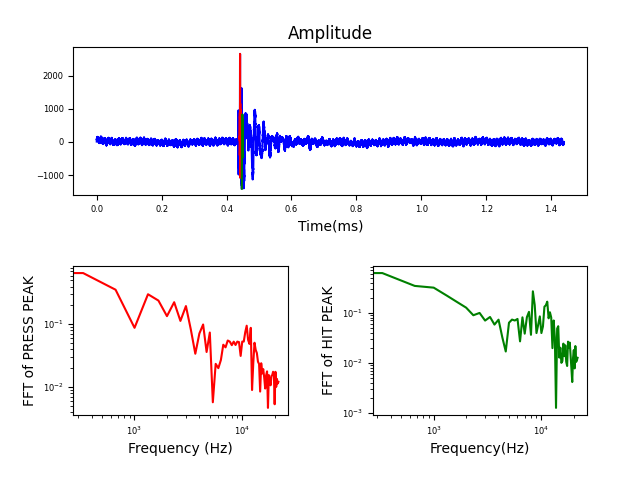 Amplitude
2000
1000
0
−1000
0.0 0.2 0.4 0.6 0.8 1.0 1.2 1.4
Time(ms)
FFT of PRESS PEAK
10⁻¹
10⁻²
10³ 10⁴
Frequency (Hz)
FFT of HIT PEAK
10⁻¹
10⁻²
10⁻³
10³ 10⁴
Frequency(Hz)